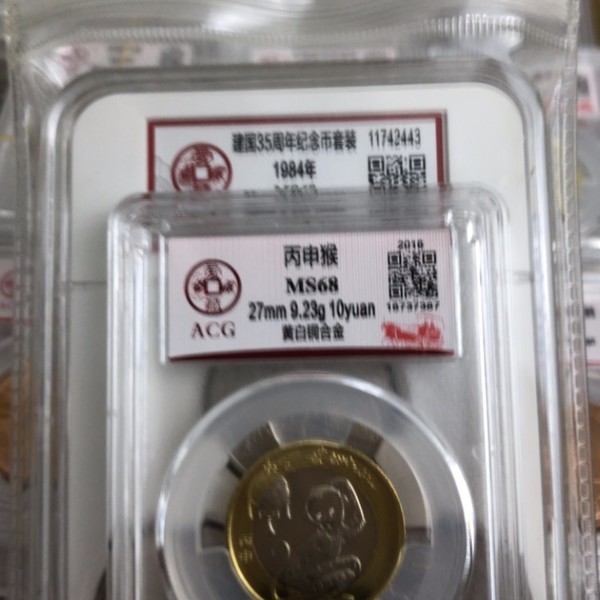 建国35周年纪念币套装 11742443
1984年
丙申猴
2016
MS68
27mm 9.23g 10yuan
18737387
ACG
黄白铜合金